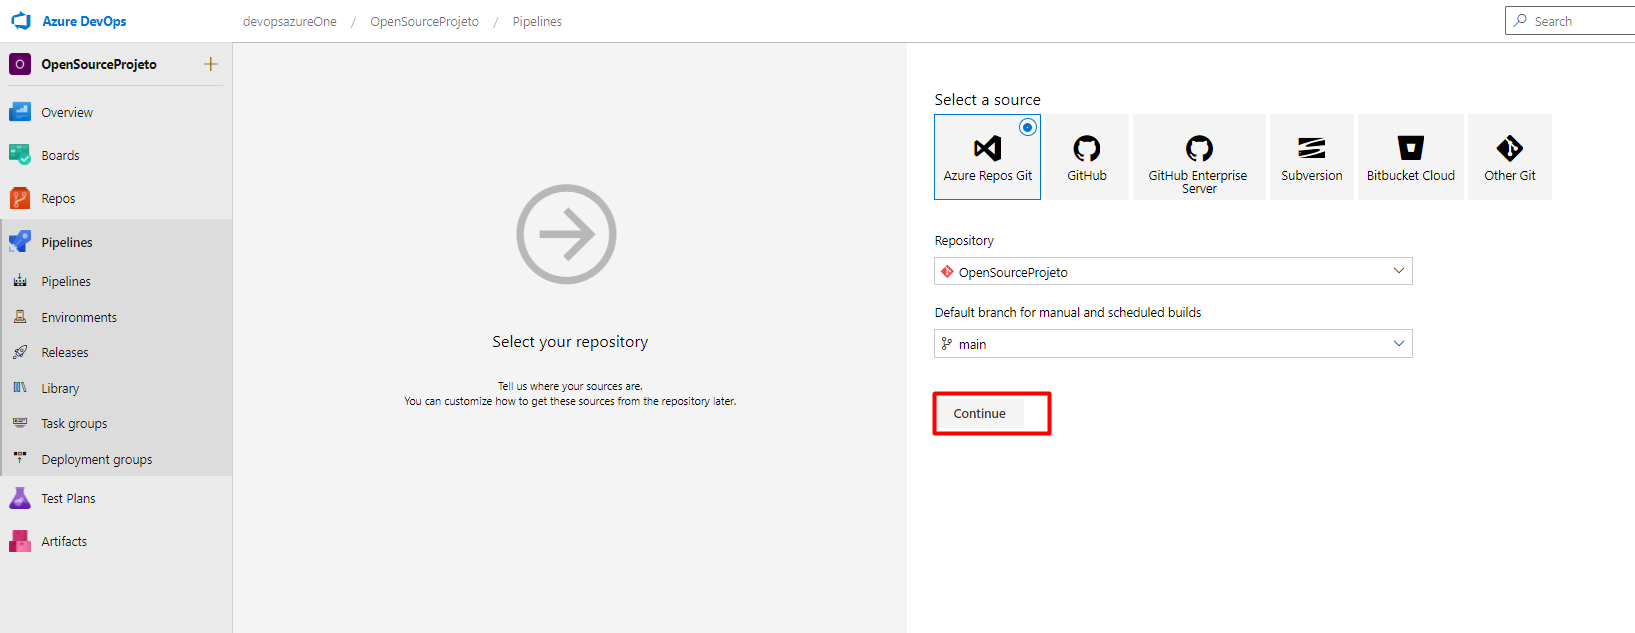 Azure DevOps
devopsazureOne / OpenSourceProjeto / Pipelines
Search
O OpenSourceProjeto +
Overview
Boards
Repos
Pipelines
Pipelines
Environments
Releases
Library
Task groups
Deployment groups
Test Plans
Artifacts
Select your repository
Tell us where your sources are.
You can customize how to get these sources from the repository later.
Select a source
Azure Repos Git
GitHub
GitHub Enterprise
Server
Subversion
Bitbucket Cloud
Other Git
Repository
OpenSourceProjeto
Default branch for manual and scheduled builds
main
Continue